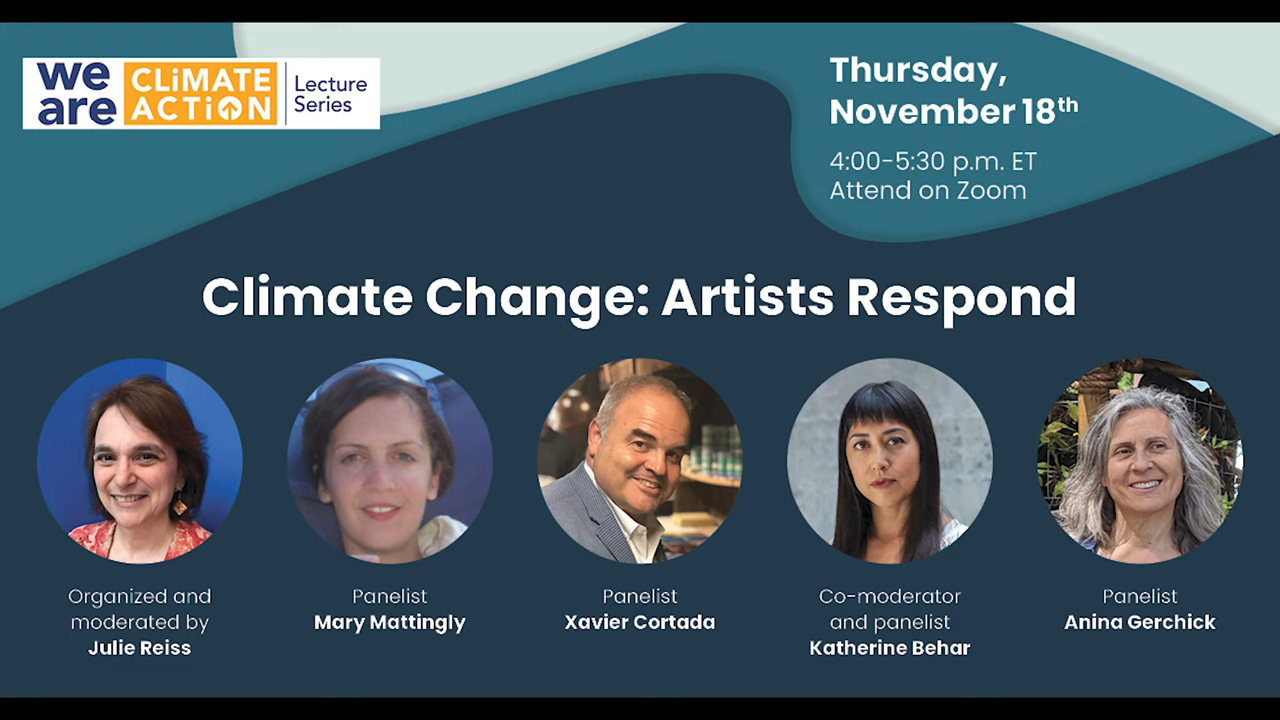 we
are
CLiMATE
ACTiON
Lecture
Series
Thursday,
November 18th
4:00-5:30 p.m. ET
Attend on Zoom
Climate Change: Artists Respond
Organized and
moderated by
Julie Reiss
Panelist
Mary Mattingly
Panelist
Xavier Cortada
Co-moderator
and panelist
Katherine Behar
Panelist
Anina Gerchick